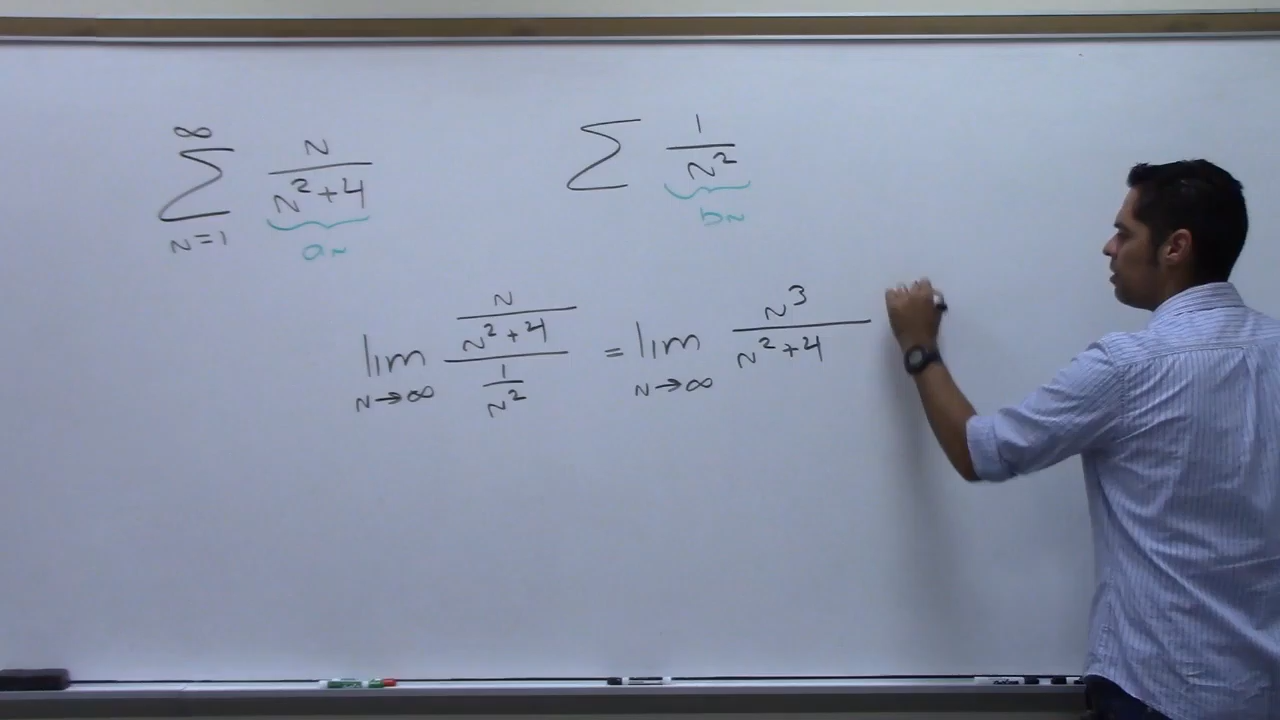 ∞
∑ n/(n²+4)
n=1
aₙ
∑ 1/n²
bₙ
lim n→∞ (n/(n²+4))/(1/n²) = lim n→∞ n³/(n²+4)